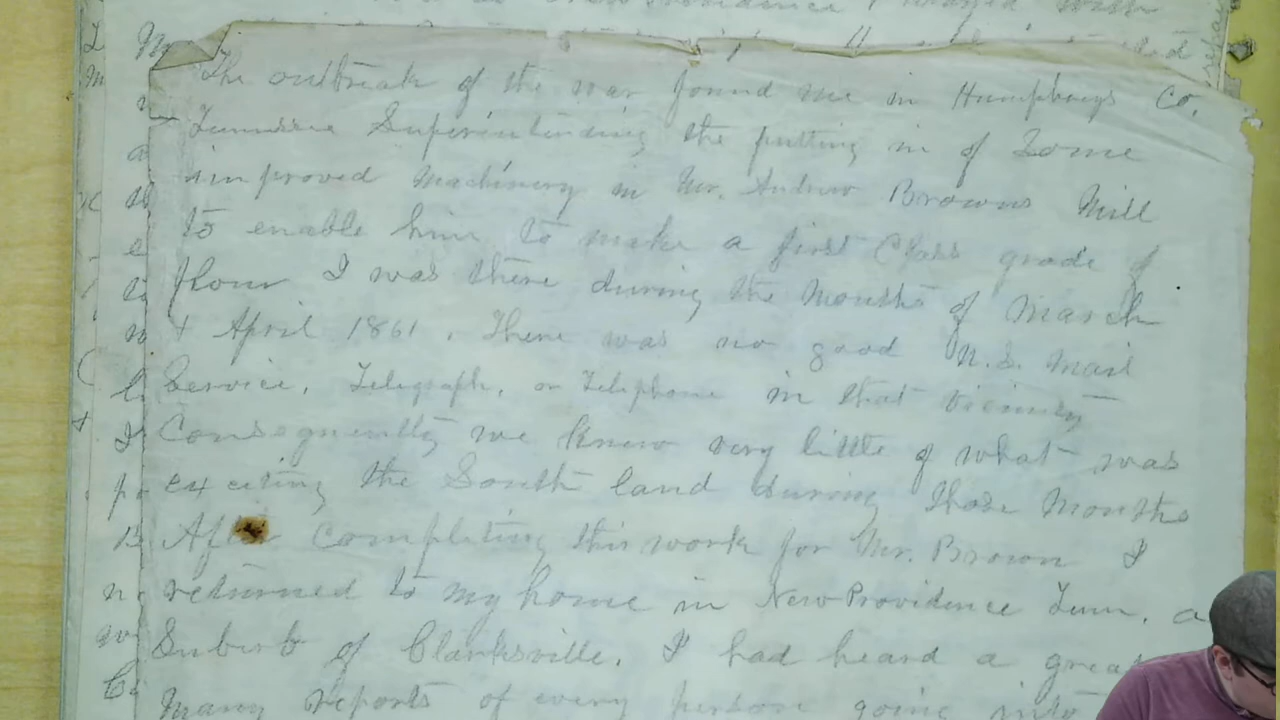 New Providence &
The outbreak of the war found me in Humphreys Co.
Tennessee Superintending the putting in of Some
improved Machinery in Mr. Andrew Browns Mill
to enable him to make a first Class grade of
flour I was there during the Months of March
& April 1861. There was no good U.S. Mail
Service, Telegraph, or Telephone in that vicinity
Consequently we knew very little of what was
exciting the South land during those Months
After Completing this work for Mr. Brown I
returned to my home in New Providence Tenn. a
Suburb of Clarksville. I had heard a great
Many reports of every person going into